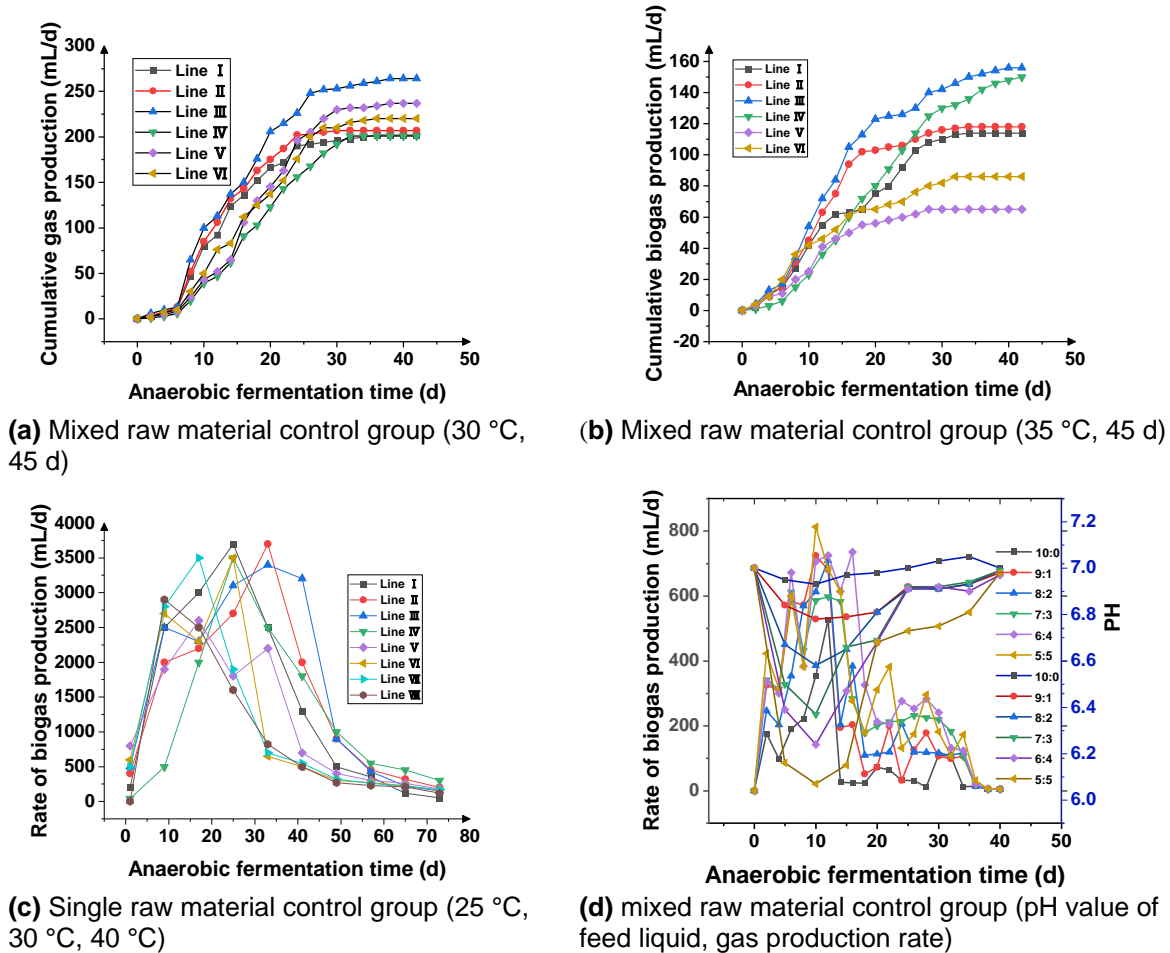 Cumulative gas production (mL/d)
300
250
200
150
100
50
0
Line Ⅰ
Line Ⅱ
Line Ⅲ
Line Ⅳ
Line Ⅴ
Line Ⅵ
0 10 20 30 40 50
Anaerobic fermentation time (d)
(a) Mixed raw material control group (30 °C,
45 d)
Cumulative biogas production (mL/d)
160
140
120
100
80
60
40
20
0
-20
Line Ⅰ
Line Ⅱ
Line Ⅲ
Line Ⅳ
Line Ⅴ
Line Ⅵ
0 10 20 30 40 50
Anaerobic fermentation time (d)
(b) Mixed raw material control group (35 °C, 45 d)
Rate of biogas production (mL/d)
4000
3500
3000
2500
2000
1500
1000
500
0
Line Ⅰ
Line Ⅱ
Line Ⅲ
Line Ⅳ
Line Ⅴ
Line Ⅵ
Line Ⅶ
Line Ⅷ
0 10 20 30 40 50 60 70 80
Anaerobic fermentation time (d)
(c) Single raw material control group (25 °C,
30 °C, 40 °C)
Rate of biogas production (mL/d)
800
600
400
200
0
7.2
7.0
6.8
6.6
6.4
6.2
6.0
PH
10:0
9:1
8:2
7:3
6:4
5:5
10:0
9:1
8:2
7:3
6:4
5:5
0 10 20 30 40 50
Anaerobic fermentation time (d)
(d) mixed raw material control group (pH value of
feed liquid, gas production rate)